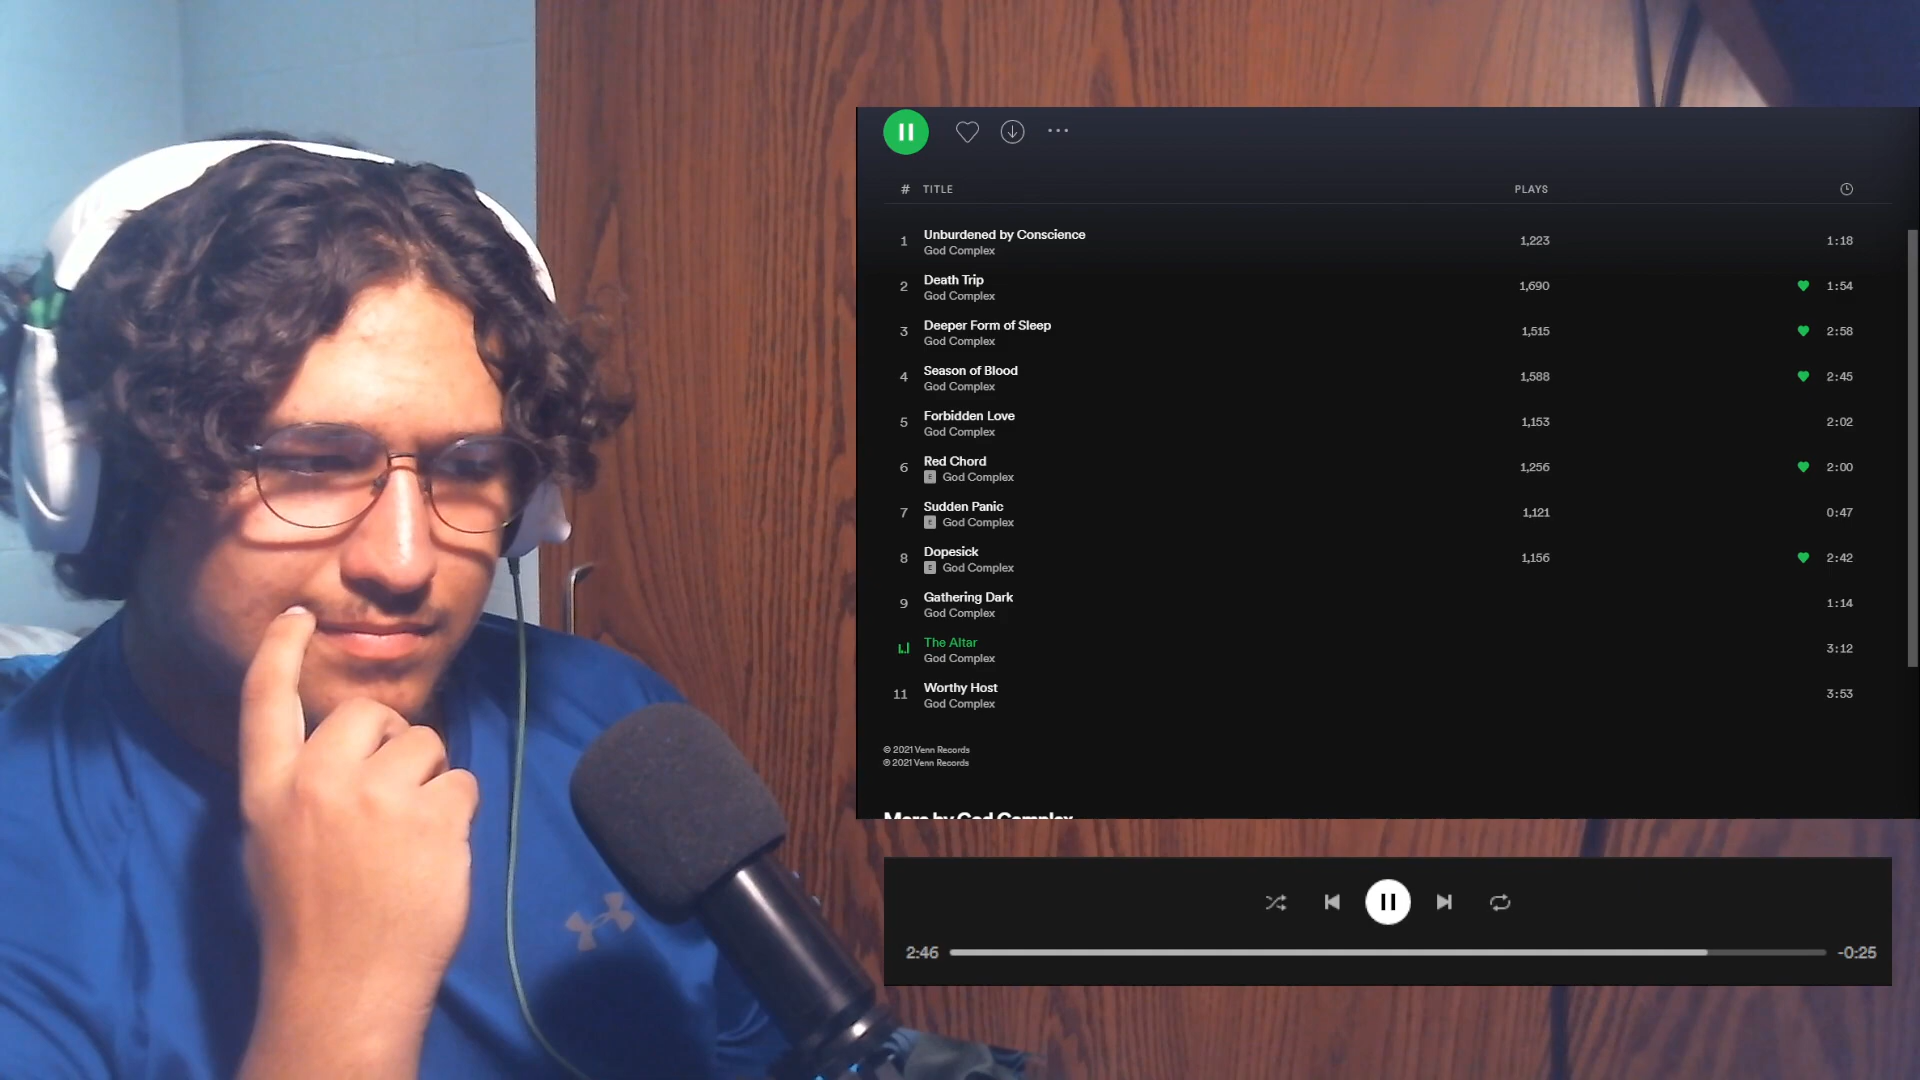 # TITLE PLAYS
1 Unburdened by Conscience 1,223 1:18
God Complex
2 Death Trip 1,690 1:54
God Complex
3 Deeper Form of Sleep 1,515 2:58
God Complex
4 Season of Blood 1,588 2:45
God Complex
5 Forbidden Love 1,153 2:02
God Complex
6 Red Chord 1,256 2:00
E God Complex
7 Sudden Panic 1,121 0:47
E God Complex
8 Dopesick 1,156 2:42
E God Complex
9 Gathering Dark 1:14
God Complex
The Altar 3:12
God Complex
11 Worthy Host 3:53
God Complex
© 2021 Venn Records
℗ 2021 Venn Records
More by God Complex
2:46 -0:25